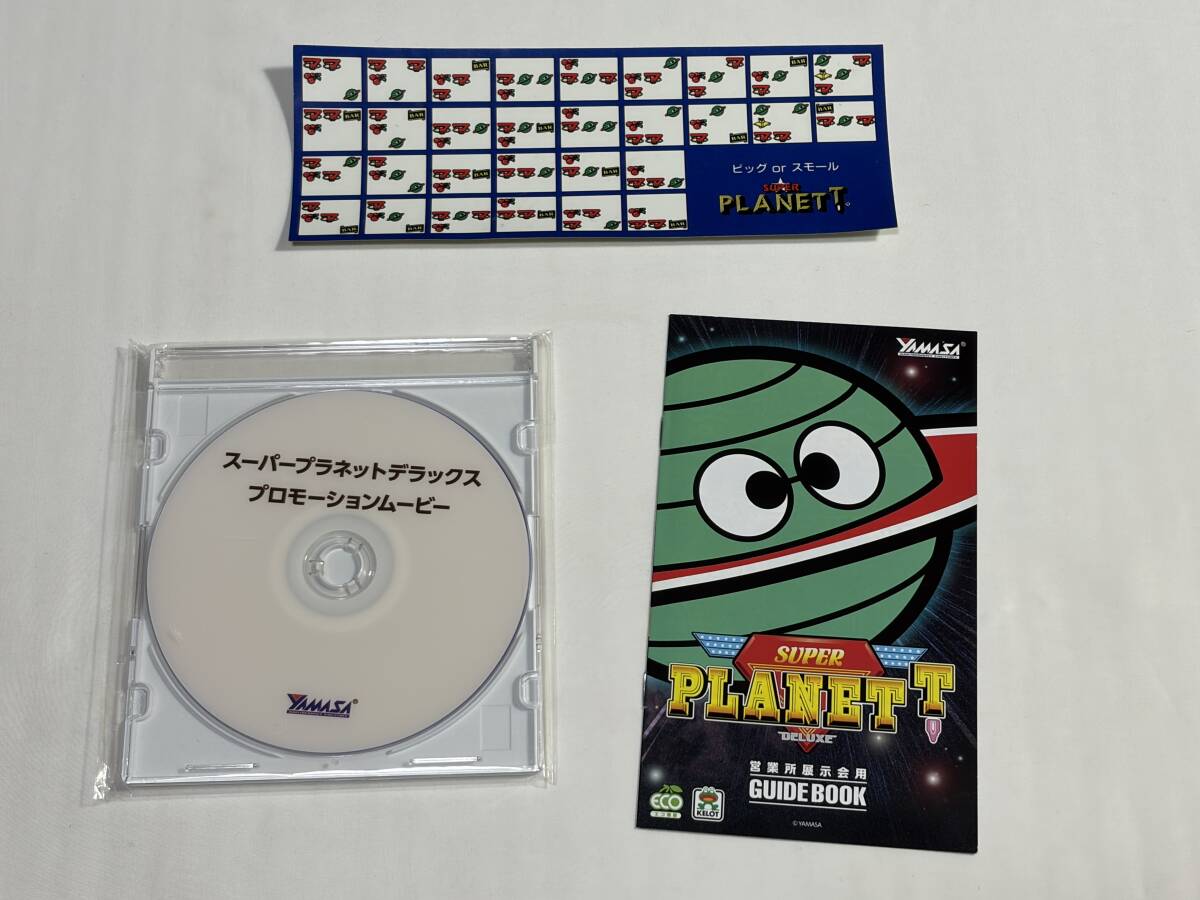 ビッグ or スモール
SUPER
PLANETT
スーパープラネットデラックス
プロモーションムービー
YAMASA®
YAMASA®
SUPER
PLANETT
DELUXE
営業所展示会用
GUIDE BOOK
ECO
KELOT
©YAMASA